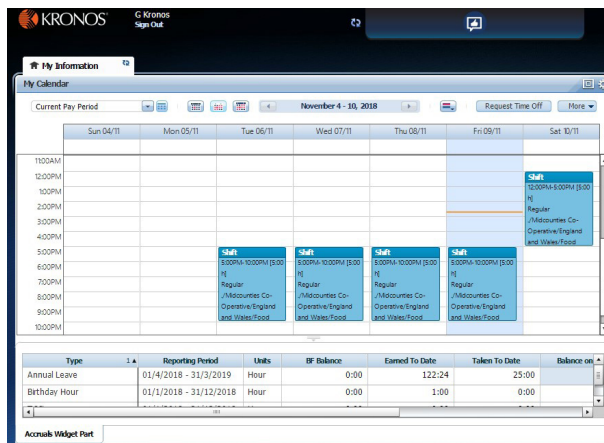 KRONOS
G Kronos
Sign Out
My Information
My Calendar
Current Pay Period
November 4 - 10, 2018
Request Time Off
More
Sun 04/11 Mon 05/11 Tue 06/11 Wed 07/11 Thu 08/11 Fri 09/11 Sat 10/11
11:00AM
12:00PM
1:00PM
2:00PM
3:00PM
4:00PM
5:00PM
6:00PM
7:00PM
8:00PM
9:00PM
10:00PM
Shift
5:00PM-10:00PM [5:00
h]
Regular
./Midcounties Co-
Operative/England
and Wales/Food
Shift
5:00PM-10:00PM [5:00
h]
Regular
./Midcounties Co-
Operative/England
and Wales/Food
Shift
5:00PM-10:00PM [5:00
h]
Regular
./Midcounties Co-
Operative/England
and Wales/Food
Shift
5:00PM-10:00PM [5:00
h]
Regular
./Midcounties Co-
Operative/England
and Wales/Food
Shift
12:00PM-5:00PM [5:00
h]
Regular
./Midcounties Co-
Operative/England
and Wales/Food
Type 1 Reporting Period Units BF Balance Earned To Date Taken To Date Balance on
Annual Leave 01/4/2018 - 31/3/2019 Hour 0:00 122:24 25:00
Birthday Hour 01/1/2018 - 31/12/2018 Hour 0:00 1:00 0:00
Accruals Widget Part